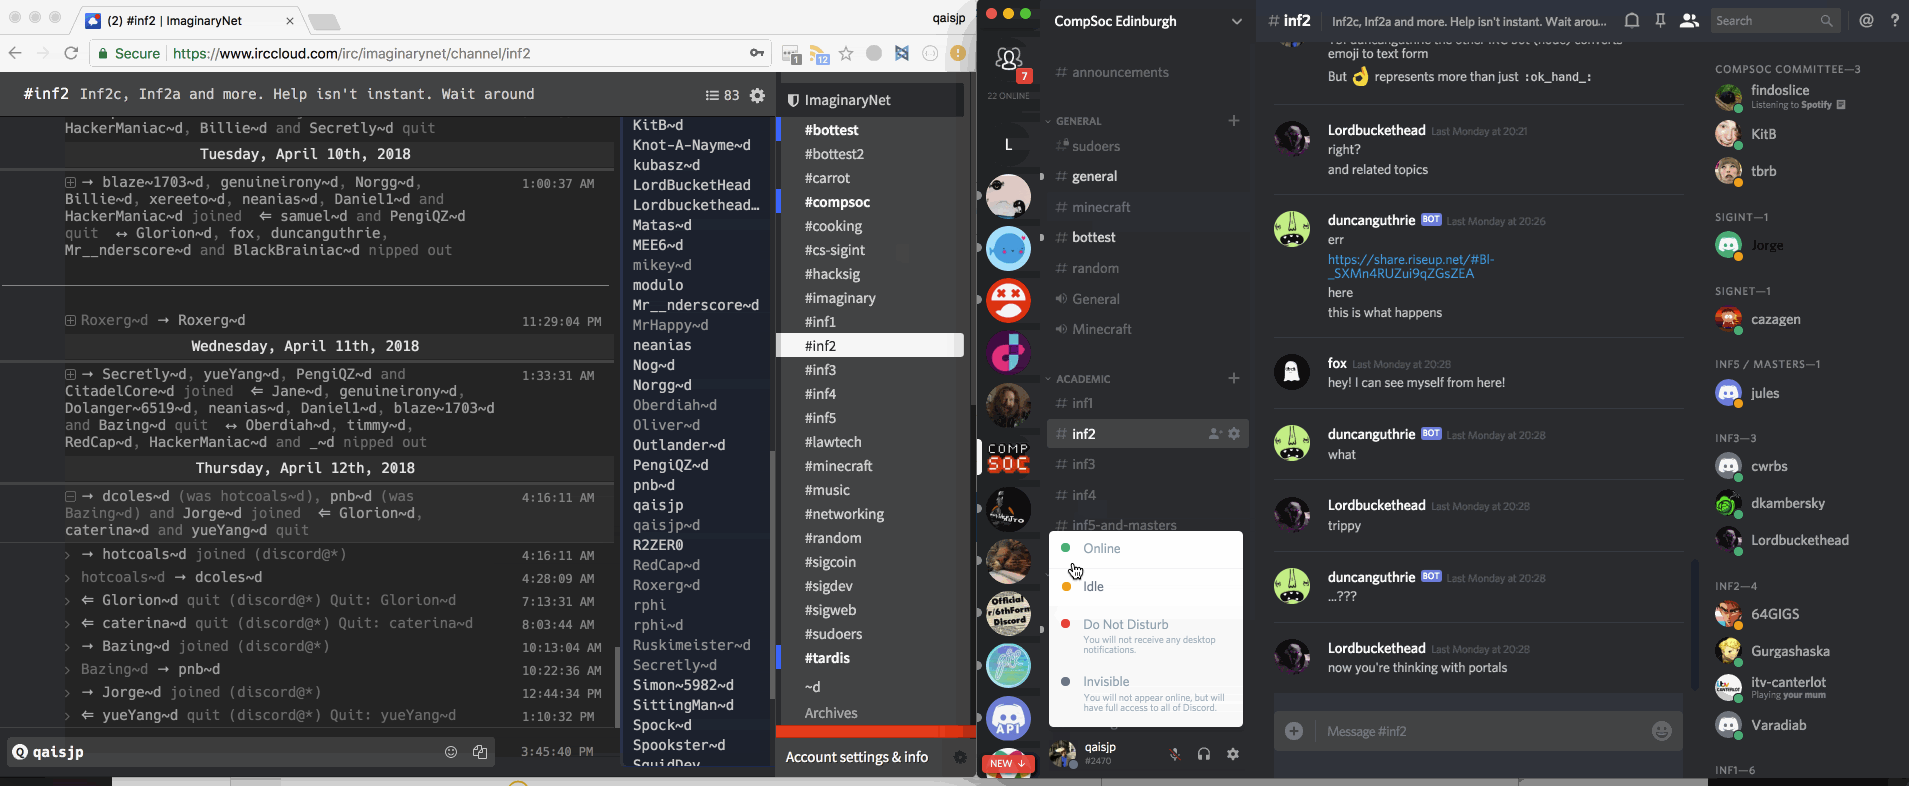 (2) #inf2 | ImaginaryNet
qaisjp
Secure
https://www.irccloud.com/irc/imaginarynet/channel/inf2
1
12
#inf2 Inf2c, Inf2a and more. Help isn't instant. Wait around
83
HackerManiac~d, Billie~d and Secretly~d quit
Tuesday, April 10th, 2018
→ blaze~1703~d, genuineirony~d, Norgg~d,
Billie~d, xereeto~d, neanias~d, Daniel1~d and
HackerManiac~d joined ⇐ samuel~d and PengiQZ~d
quit ↔ Glorion~d, fox, duncanguthrie,
Mr__nderscore~d and BlackBrainiac~d nipped out
1:00:37 AM
Roxerg~d → Roxerg~d
11:29:04 PM
Wednesday, April 11th, 2018
→ Secretly~d, yueYang~d, PengiQZ~d and
CitadelCore~d joined ⇐ Jane~d, genuineirony~d,
Dolanger~6519~d, neanias~d, Daniel1~d, blaze~1703~d
and Bazing~d quit ↔ Oberdiah~d, timmy~d,
RedCap~d, HackerManiac~d and _~d nipped out
1:33:31 AM
Thursday, April 12th, 2018
→ dcoles~d (was hotcoals~d), pnb~d (was
Bazing~d) and Jorge~d joined ⇐ Glorion~d,
caterina~d and yueYang~d quit
4:16:11 AM
→ hotcoals~d joined (discord@*)
4:16:11 AM
hotcoals~d → dcoles~d
4:28:09 AM
⇐ Glorion~d quit (discord@*) Quit: Glorion~d
7:13:31 AM
⇐ caterina~d quit (discord@*) Quit: caterina~d
8:03:44 AM
→ Bazing~d joined (discord@*)
10:13:04 AM
Bazing~d → pnb~d
10:22:36 AM
→ Jorge~d joined (discord@*)
12:44:34 PM
⇐ yueYang~d quit (discord@*) Quit: yueYang~d
1:10:32 PM
Q qaisjp
3:45:40 PM
KitB~d
Knot-A-Nayme~d
kubasz~d
LordBucketHead
Lordbuckethead…
Matas~d
MEE6~d
mikey~d
modulo
Mr__nderscore~d
MrHappy~d
neanias
Nog~d
Norgg~d
Oberdiah~d
Oliver~d
Outlander~d
PengiQZ~d
pnb~d
qaisjp
qaisjp~d
R2ZER0
RedCap~d
Roxerg~d
rphi
rphi~d
Ruskimeister~d
Secretly~d
Simon~5982~d
SittingMan~d
Spock~d
Spookster~d
SquidDev
ImaginaryNet
#bottest
#bottest2
#carrot
#compsoc
#cooking
#cs-sigint
#hacksig
#imaginary
#inf1
#inf2
#inf3
#inf4
#inf5
#lawtech
#minecraft
#music
#networking
#random
#sigcoin
#sigdev
#sigweb
#sudoers
#tardis
~d
Archives
Account settings & info
7
22 ONLINE
L
COMP
SOC
Official
r/6thForm
Discord
API
NEW ↓
CompSoc Edinburgh
# announcements
GENERAL
sudoers
# general
# minecraft
# bottest
# random
General
Minecraft
ACADEMIC
# inf1
# inf2
# inf3
# inf4
# inf5-and-masters
Online
Idle
Do Not Disturb
You will not receive any desktop
notifications.
Invisible
You will not appear online, but will
have full access to all of Discord.
qaisjp
#2470
# inf2
Inf2c, Inf2a and more. Help isn't instant. Wait arou...
Search
@
?
emoji to text form
But 👌 represents more than just :ok_hand_:
Lordbuckethead Last Monday at 20:21
right?
and related topics
duncanguthrie BOT Last Monday at 20:26
err
https://share.riseup.net/#Bl-
_SXMn4RUZui9qZGsZEA
here
this is what happens
fox Last Monday at 20:28
hey! I can see myself from here!
duncanguthrie BOT Last Monday at 20:28
what
Lordbuckethead Last Monday at 20:28
trippy
duncanguthrie BOT Last Monday at 20:28
...???
Lordbuckethead Last Monday at 20:28
now you're thinking with portals
Message #inf2
COMPSOC COMMITTEE—3
findoslice
Listening to Spotify
KitB
tbrb
SIGINT—1
Jorge
SIGNET—1
cazagen
INF5 / MASTERS—1
jules
INF3—3
cwrbs
dkambersky
Lordbuckethead
INF2—4
64GIGS
Gurgashaska
itv-canterlot
Playing your mum
Varadiab
INF1—6